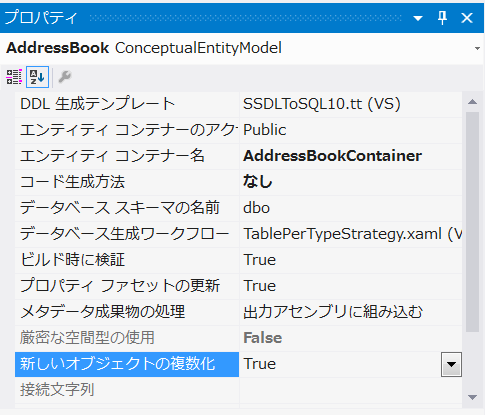 プロパティ
AddressBook ConceptualEntityModel
DDL 生成テンプレート SSDLToSQL10.tt (VS)
エンティティ コンテナーのアク Public
エンティティ コンテナー名 AddressBookContainer
コード生成方法 なし
データベース スキーマの名前 dbo
データベース生成ワークフロー TablePerTypeStrategy.xaml (V
ビルド時に検証 True
プロパティ ファセットの更新 True
メタデータ成果物の処理 出力アセンブリに組み込む
厳密な空間型の使用 False
新しいオブジェクトの複数化 True
接続文字列